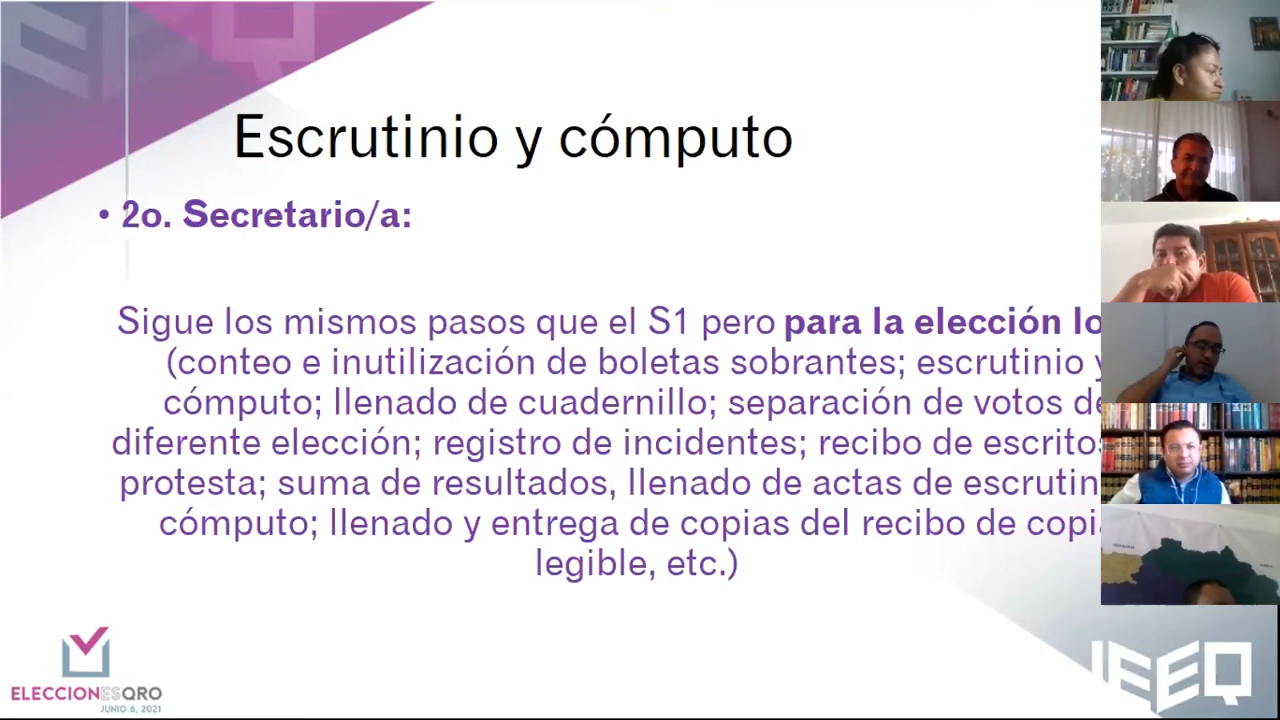 Escrutinio y cómputo
• 2o. Secretario/a:
Sigue los mismos pasos que el S1 pero para la elección lo
(conteo e inutilización de boletas sobrantes; escrutinio y
cómputo; llenado de cuadernillo; separación de votos de
diferente elección; registro de incidentes; recibo de escritos
protesta; suma de resultados, llenado de actas de escrutin
cómputo; llenado y entrega de copias del recibo de copia
legible, etc.)
ELECCIONESQRO
JUNIO 6, 2021
IEEQ